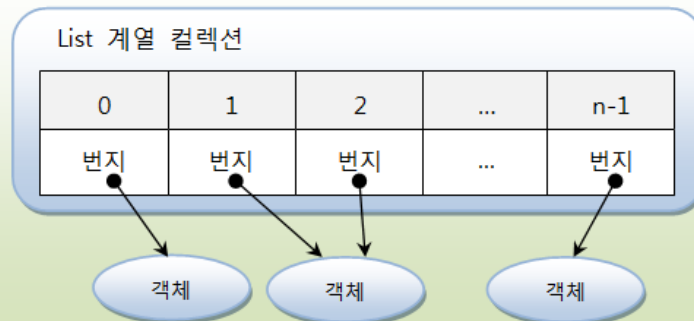 List 계열 컬렉션
0 1 2 ... n-1
번지 번지 번지 ... 번지
객체 객체 객체